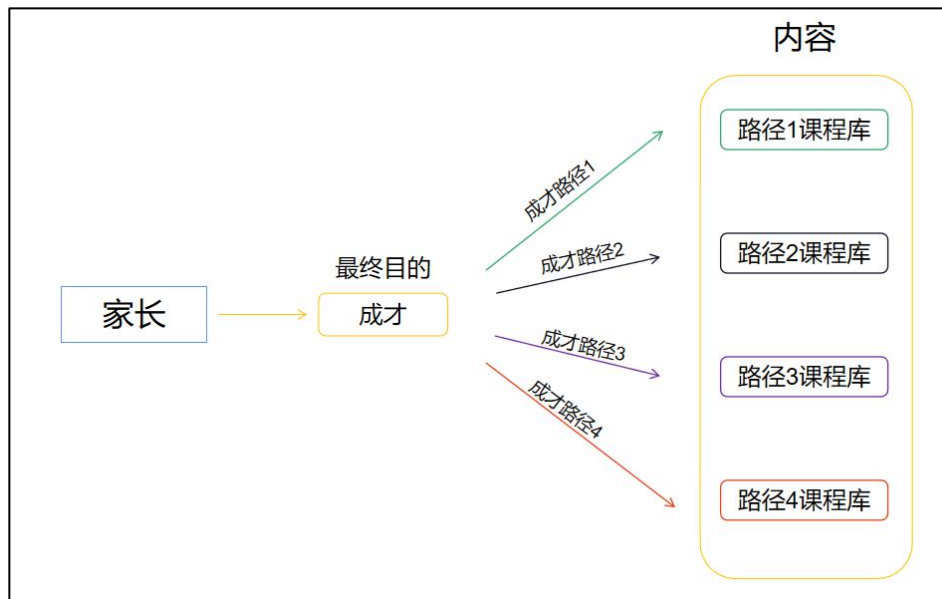 内容
路径1课程库
成才路径1
成才路径2
路径2课程库
最终目的
家长
成才
成才路径3
路径3课程库
成才路径4
路径4课程库